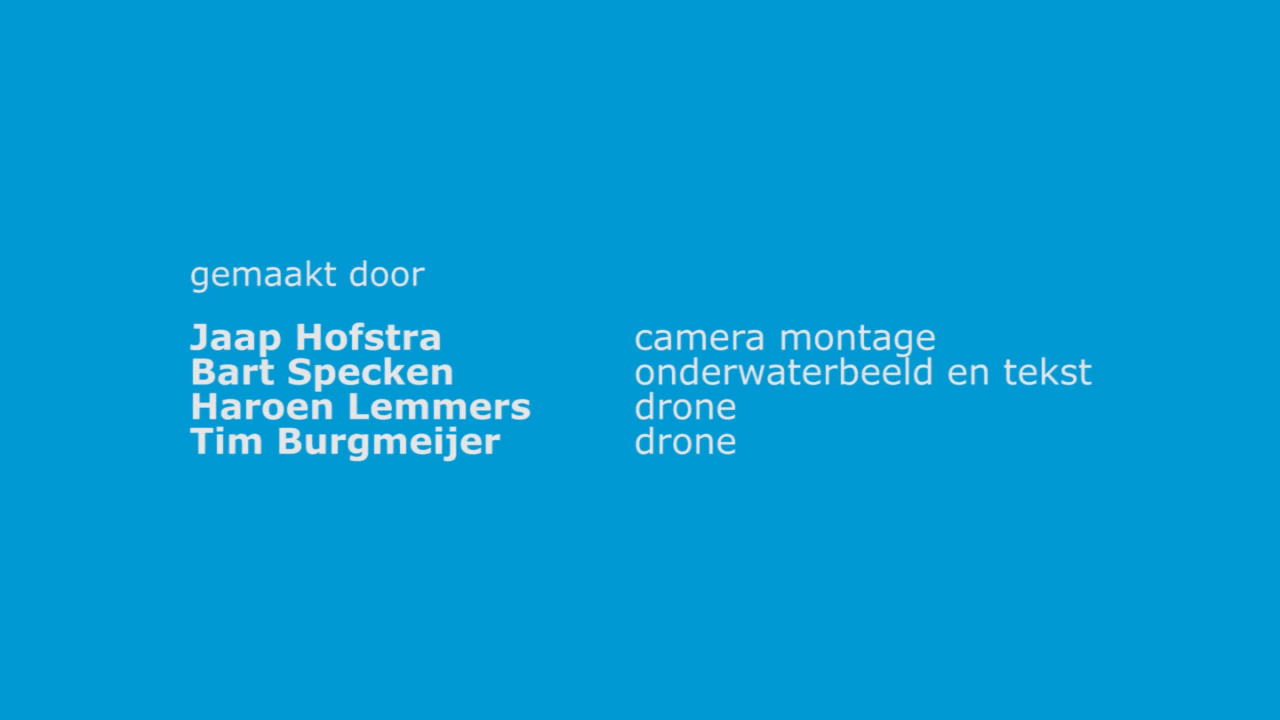 gemaakt door
Jaap Hofstra camera montage
Bart Specken onderwaterbeeld en tekst
Haroen Lemmers drone
Tim Burgmeijer drone